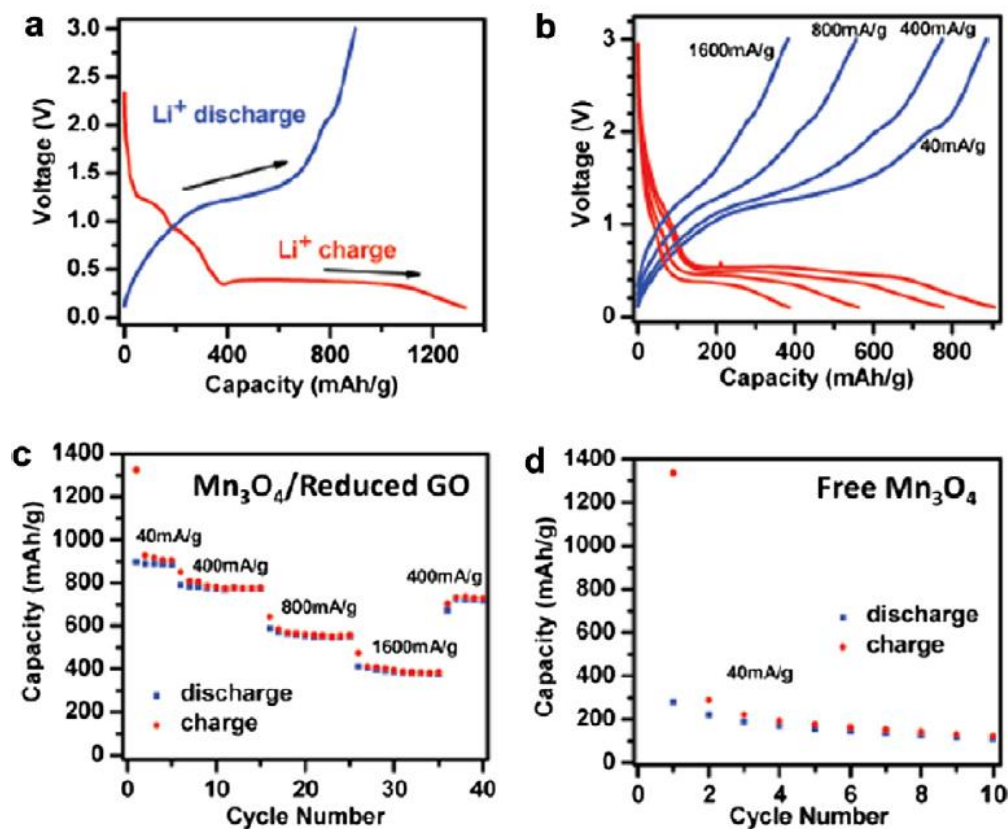 a
3.0
2.5
2.0
1.5
1.0
0.5
0.0
Voltage (V)
Li⁺ discharge
Li⁺ charge
0 400 800 1200
Capacity (mAh/g)
b
3
2
1
0
Voltage (V)
1600mA/g
800mA/g
400mA/g
40mA/g
0 200 400 600 800
Capacity (mAh/g)
c
1400
1200
1000
800
600
400
200
0
Capacity (mAh/g)
Mn₃O₄/Reduced GO
40mA/g
400mA/g
800mA/g
1600mA/g
400mA/g
discharge
charge
0 10 20 30 40
Cycle Number
d
1400
1200
1000
800
600
400
200
0
Capacity (mAh/g)
Free Mn₃O₄
discharge
charge
40mA/g
0 2 4 6 8 10
Cycle Number